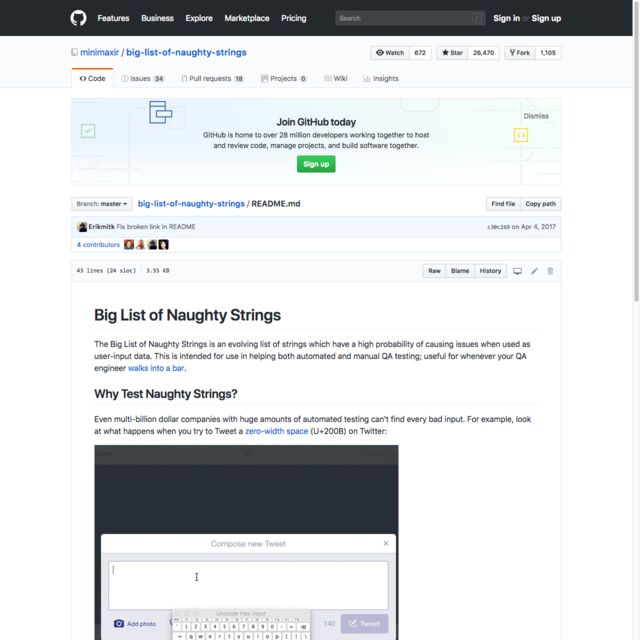 Features Business Explore Marketplace Pricing Search / Sign in or Sign up
minimaxir / big-list-of-naughty-strings Watch 672 Star 26,470 Fork 1,105
Code Issues 34 Pull requests 18 Projects 0 Wiki Insights
Dismiss
Join GitHub today
GitHub is home to over 28 million developers working together to host
and review code, manage projects, and build software together.
Sign up
Branch: master big-list-of-naughty-strings / README.md Find file Copy path
Erikmitk Fix broken link in README c30c269 on Apr 4, 2017
4 contributors
43 lines (24 sloc) 3.55 KB Raw Blame History
Big List of Naughty Strings
The Big List of Naughty Strings is an evolving list of strings which have a high probability of causing issues when used as
user-input data. This is intended for use in helping both automated and manual QA testing; useful for whenever your QA
engineer walks into a bar.
Why Test Naughty Strings?
Even multi-billion dollar companies with huge amounts of automated testing can't find every bad input. For example, look
at what happens when you try to Tweet a zero-width space (U+200B) on Twitter:
Compose new Tweet ×
Unicode Hex Input
Add photo 140 Tweet
1 2 3 4 5 6 7 8 9 0 - =
q w e r t y u i o p [ ] \